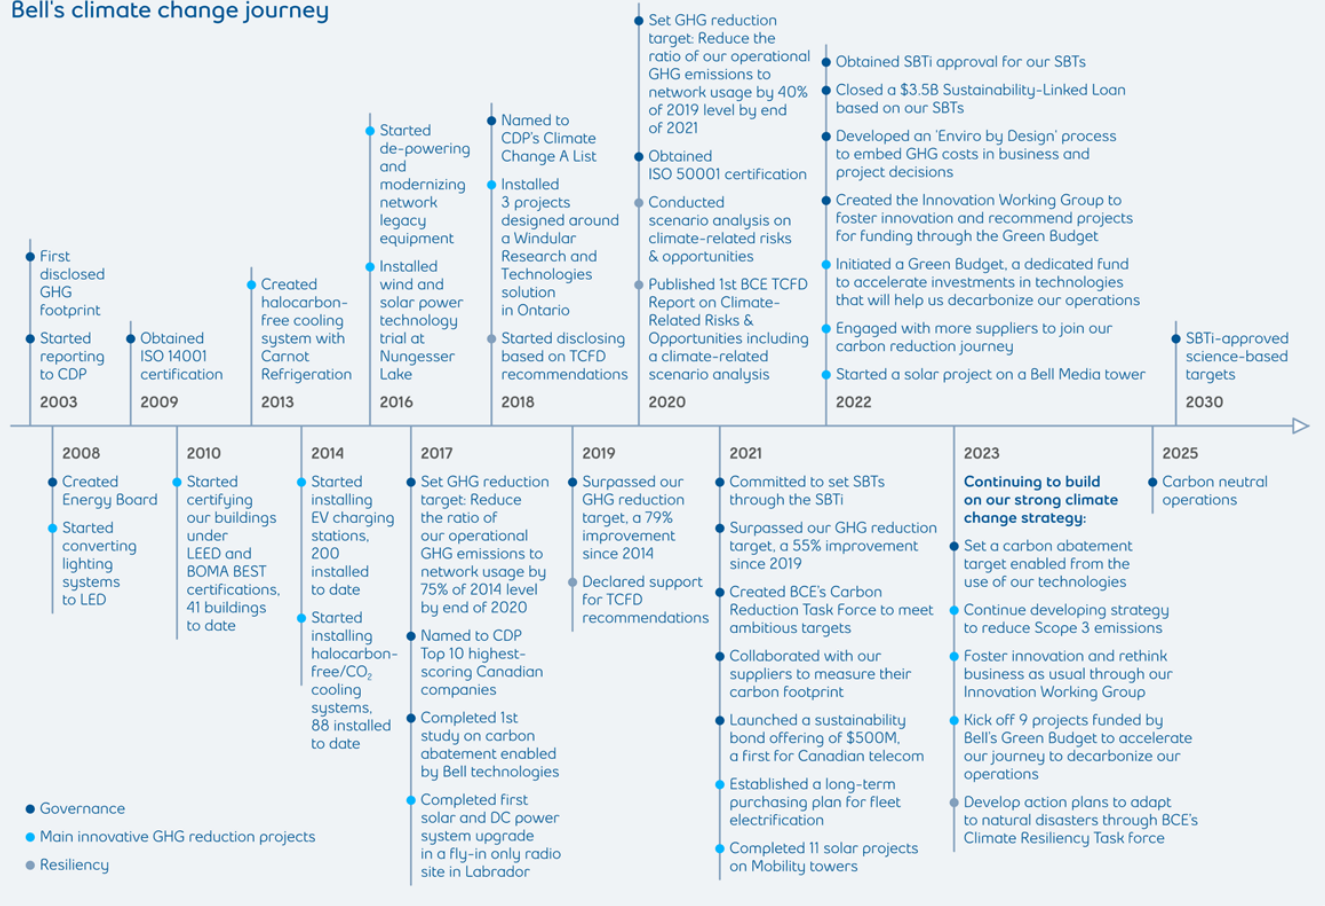 Bell's climate change journey
First
disclosed
GHG
footprint
Started
reporting
to CDP
2003
Obtained
ISO 14001
certification
2009
Created
halocarbon-
free cooling
system with
Carnot
Refrigeration
2013
Started
de-powering
and
modernizing
network
legacy
equipment
Installed
wind and
solar power
technology
trial at
Nungesser
Lake
2016
Named to
CDP's Climate
Change A List
Installed
3 projects
designed around
a Windular
Research and
Technologies
solution
in Ontario
Started disclosing
based on TCFD
recommendations
2018
Set GHG reduction
target: Reduce the
ratio of our operational
GHG emissions to
network usage by 40%
of 2019 level by end
of 2021
Obtained
ISO 50001 certification
Conducted
scenario analysis on
climate-related risks
& opportunities
Published 1st BCE TCFD
Report on Climate-
Related Risks &
Opportunities including
a climate-related
scenario analysis
2020
Obtained SBTi approval for our SBTs
Closed a $3.5B Sustainability-Linked Loan
based on our SBTs
Developed an 'Enviro by Design' process
to embed GHG costs in business and
project decisions
Created the Innovation Working Group to
foster innovation and recommend projects
for funding through the Green Budget
Initiated a Green Budget, a dedicated fund
to accelerate investments in technologies
that will help us decarbonize our operations
Engaged with more suppliers to join our
carbon reduction journey
Started a solar project on a Bell Media tower
2022
SBTi-approved
science-based
targets
2030
2008
Created
Energy Board
Started
converting
lighting
systems
to LED
2010
Started
certifying
our buildings
under
LEED and
BOMA BEST
certifications,
41 buildings
to date
2014
Started
installing
EV charging
stations,
200
installed
to date
Started
installing
halocarbon-
free/CO₂
cooling
systems,
88 installed
to date
2017
Set GHG reduction
target: Reduce
the ratio of
our operational
GHG emissions to
network usage by
75% of 2014 level
by end of 2020
Named to CDP
Top 10 highest-
scoring Canadian
companies
Completed 1st
study on carbon
abatement enabled
by Bell technologies
Completed first
solar and DC power
system upgrade
in a fly-in only radio
site in Labrador
2019
Surpassed our
GHG reduction
target, a 79%
improvement
since 2014
Declared support
for TCFD
recommendations
2021
Committed to set SBTs
through the SBTi
Surpassed our GHG reduction
target, a 55% improvement
since 2019
Created BCE's Carbon
Reduction Task Force to meet
ambitious targets
Collaborated with our
suppliers to measure their
carbon footprint
Launched a sustainability
bond offering of $500M,
a first for Canadian telecom
Established a long-term
purchasing plan for fleet
electrification
Completed 11 solar projects
on Mobility towers
2023
Continuing to build
on our strong climate
change strategy:
Set a carbon abatement
target enabled from the
use of our technologies
Continue developing strategy
to reduce Scope 3 emissions
Foster innovation and rethink
business as usual through our
Innovation Working Group
Kick off 9 projects funded by
Bell's Green Budget to accelerate
our journey to decarbonize our
operations
Develop action plans to adapt
to natural disasters through BCE's
Climate Resiliency Task force
2025
Carbon neutral
operations
Governance
Main innovative GHG reduction projects
Resiliency